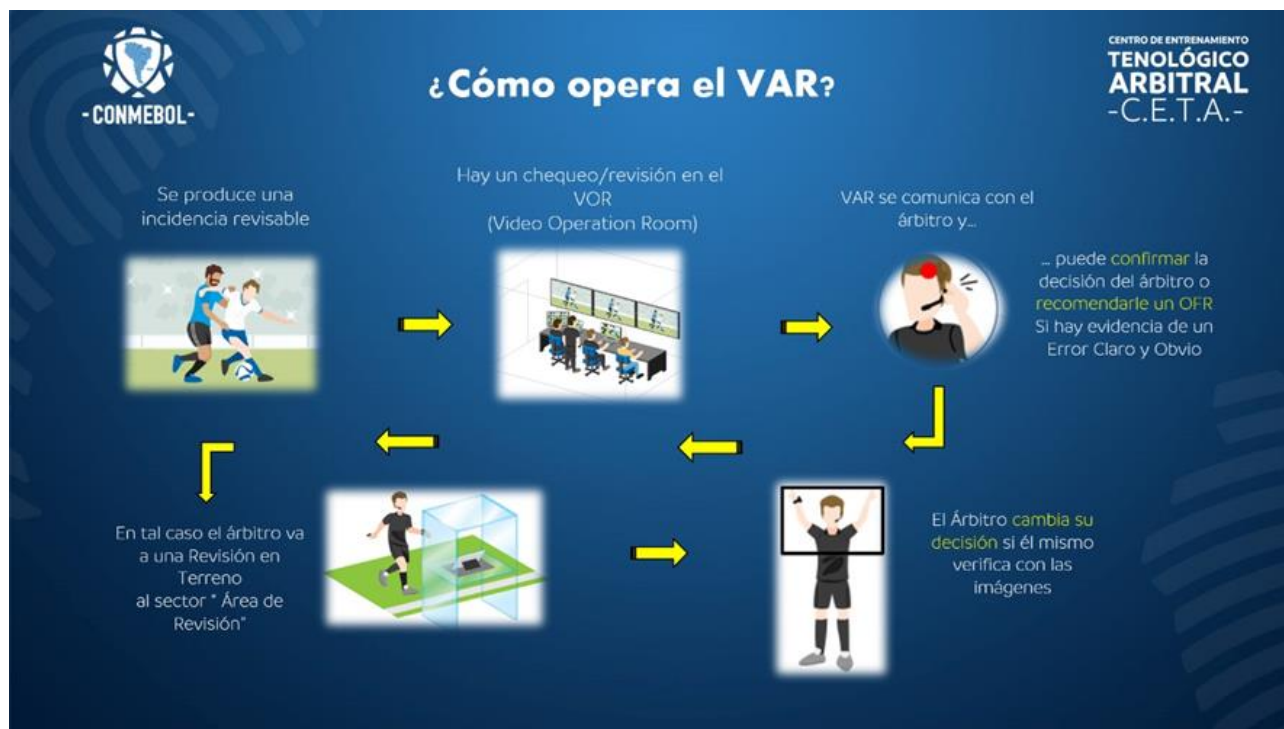 - CONMEBOL -
¿Cómo opera el VAR?
CENTRO DE ENTRENAMIENTO
TENOLÓGICO
ARBITRAL
-C.E.T.A.-
Se produce una
incidencia revisable
Hay un chequeo/revisión en el
VOR
(Video Operation Room)
VAR se comunica con el
árbitro y...
... puede confirmar la
decisión del árbitro o
recomendarle un OFR
Si hay evidencia de un
Error Claro y Obvio
En tal caso el árbitro va
a una Revisión en
Terreno
al sector " Área de
Revisión"
El Árbitro cambia su
decisión si él mismo
verifica con las
imágenes